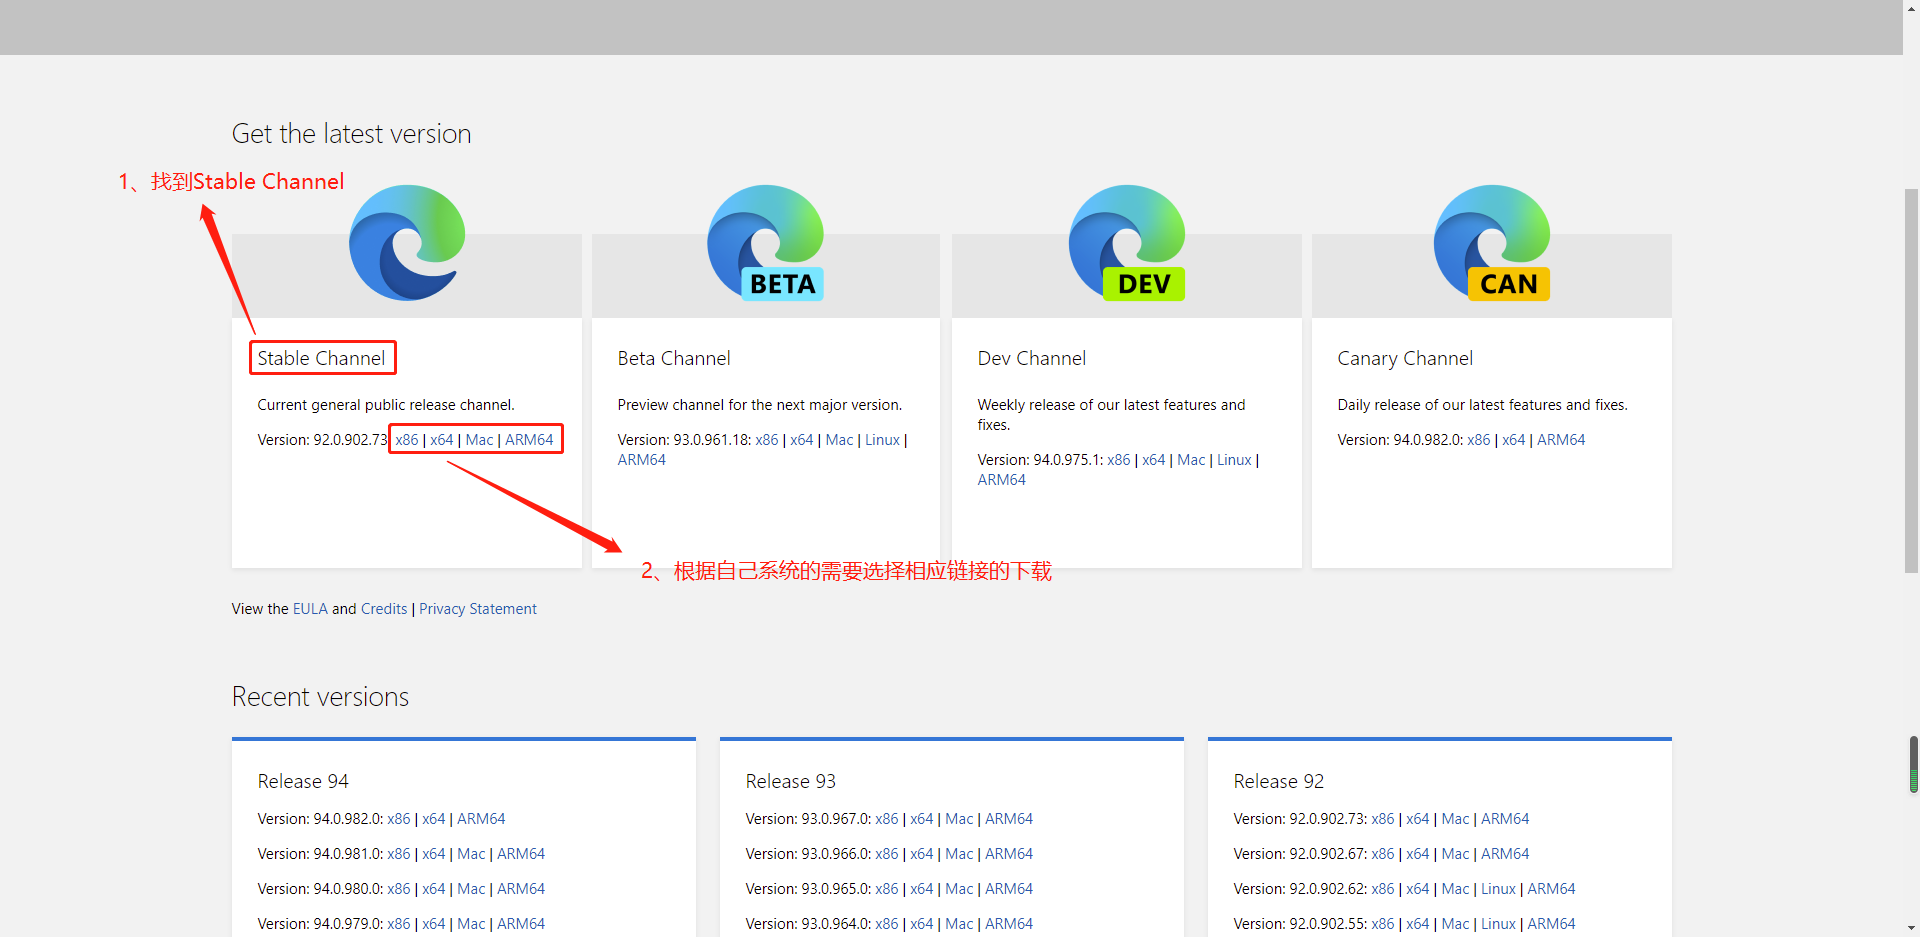 Get the latest version
1、找到Stable Channel
BETA
DEV
CAN
Stable Channel
Current general public release channel.
Version: 92.0.902.73 x86 | x64 | Mac | ARM64
Beta Channel
Preview channel for the next major version.
Version: 93.0.961.18: x86 | x64 | Mac | Linux |
ARM64
Dev Channel
Weekly release of our latest features and
fixes.
Version: 94.0.975.1: x86 | x64 | Mac | Linux |
ARM64
Canary Channel
Daily release of our latest features and fixes.
Version: 94.0.982.0: x86 | x64 | ARM64
2、根据自己系统的需要选择相应链接的下载
View the EULA and Credits | Privacy Statement
Recent versions
Release 94
Version: 94.0.982.0: x86 | x64 | ARM64
Version: 94.0.981.0: x86 | x64 | Mac | ARM64
Version: 94.0.980.0: x86 | x64 | Mac | ARM64
Version: 94.0.979.0: x86 | x64 | Mac | ARM64
Release 93
Version: 93.0.967.0: x86 | x64 | Mac | ARM64
Version: 93.0.966.0: x86 | x64 | Mac | ARM64
Version: 93.0.965.0: x86 | x64 | Mac | ARM64
Version: 93.0.964.0: x86 | x64 | Mac | ARM64
Release 92
Version: 92.0.902.73: x86 | x64 | Mac | ARM64
Version: 92.0.902.67: x86 | x64 | Mac | ARM64
Version: 92.0.902.62: x86 | x64 | Mac | Linux | ARM64
Version: 92.0.902.55: x86 | x64 | Mac | Linux | ARM64